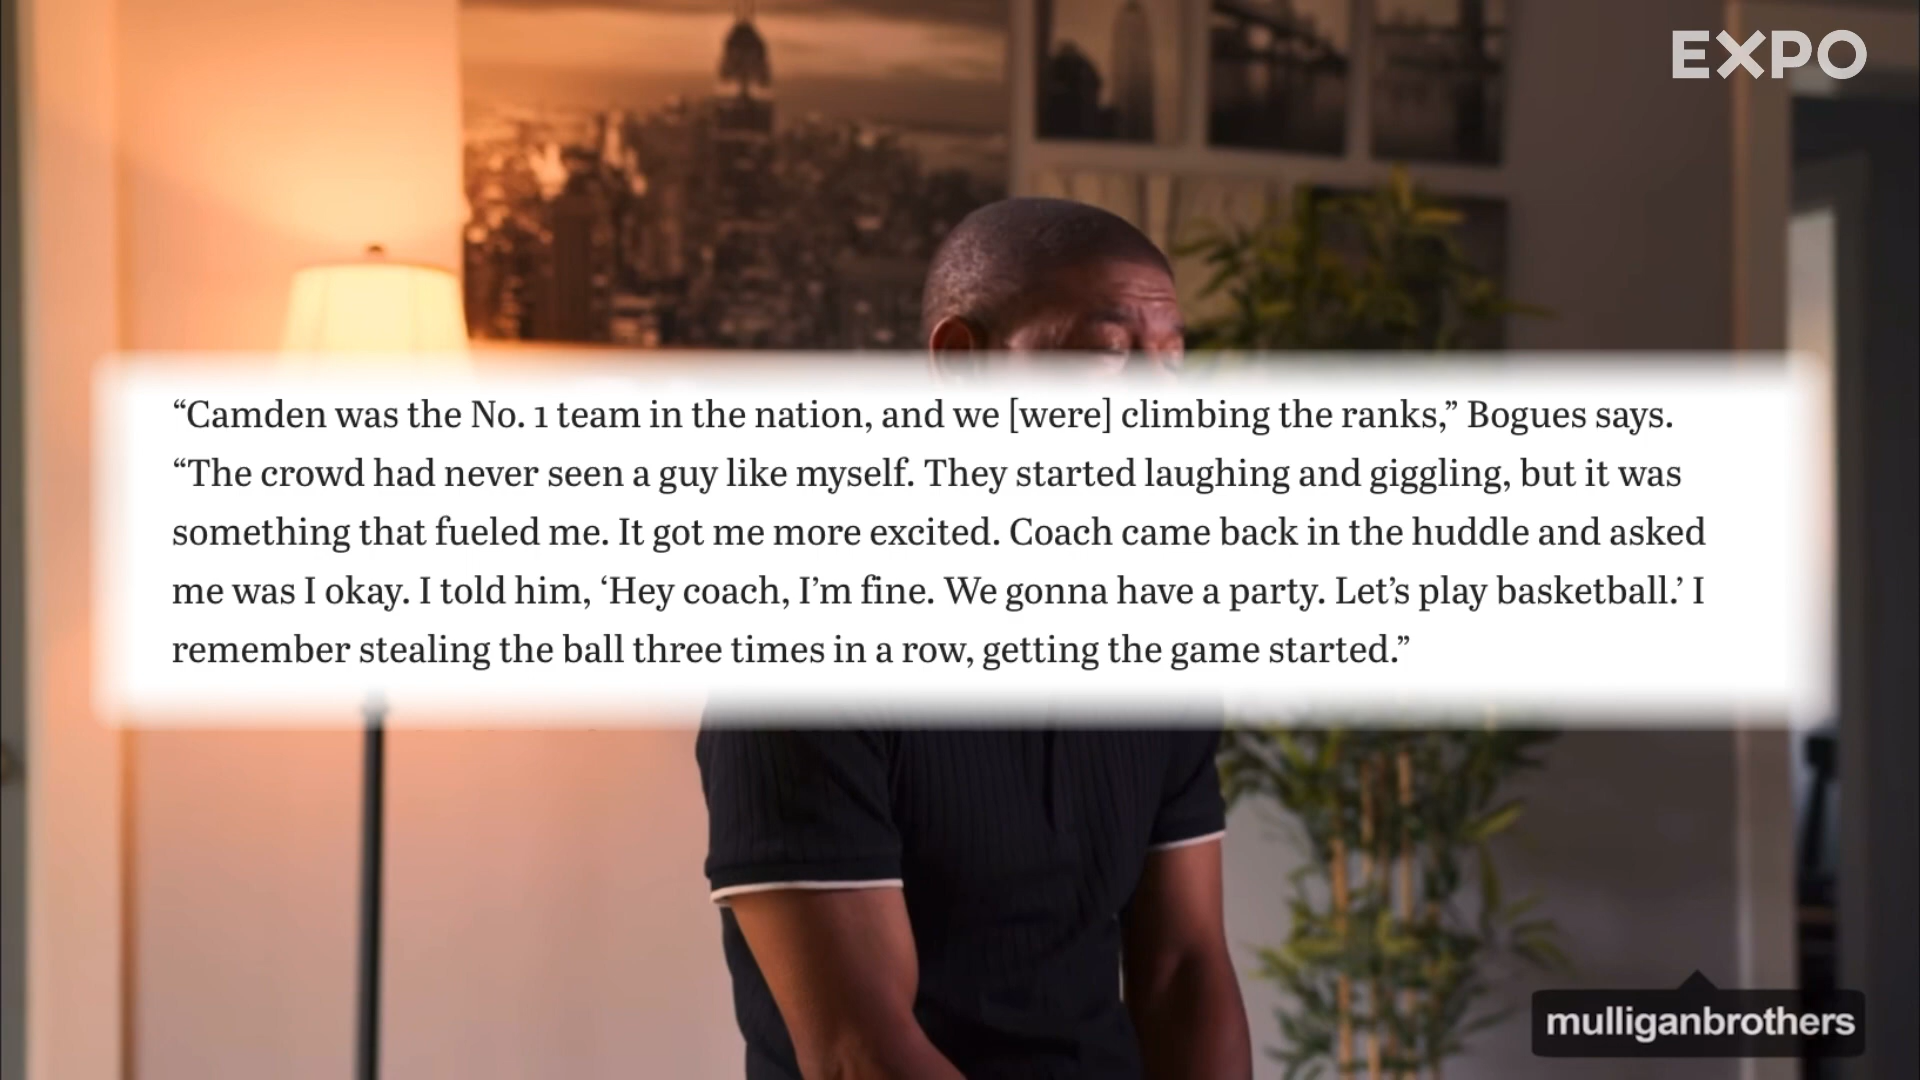 EXPO
“Camden was the No. 1 team in the nation, and we [were] climbing the ranks,” Bogues says.
“The crowd had never seen a guy like myself. They started laughing and giggling, but it was
something that fueled me. It got me more excited. Coach came back in the huddle and asked
me was I okay. I told him, ‘Hey coach, I’m fine. We gonna have a party. Let’s play basketball.’ I
remember stealing the ball three times in a row, getting the game started.”
mulliganbrothers